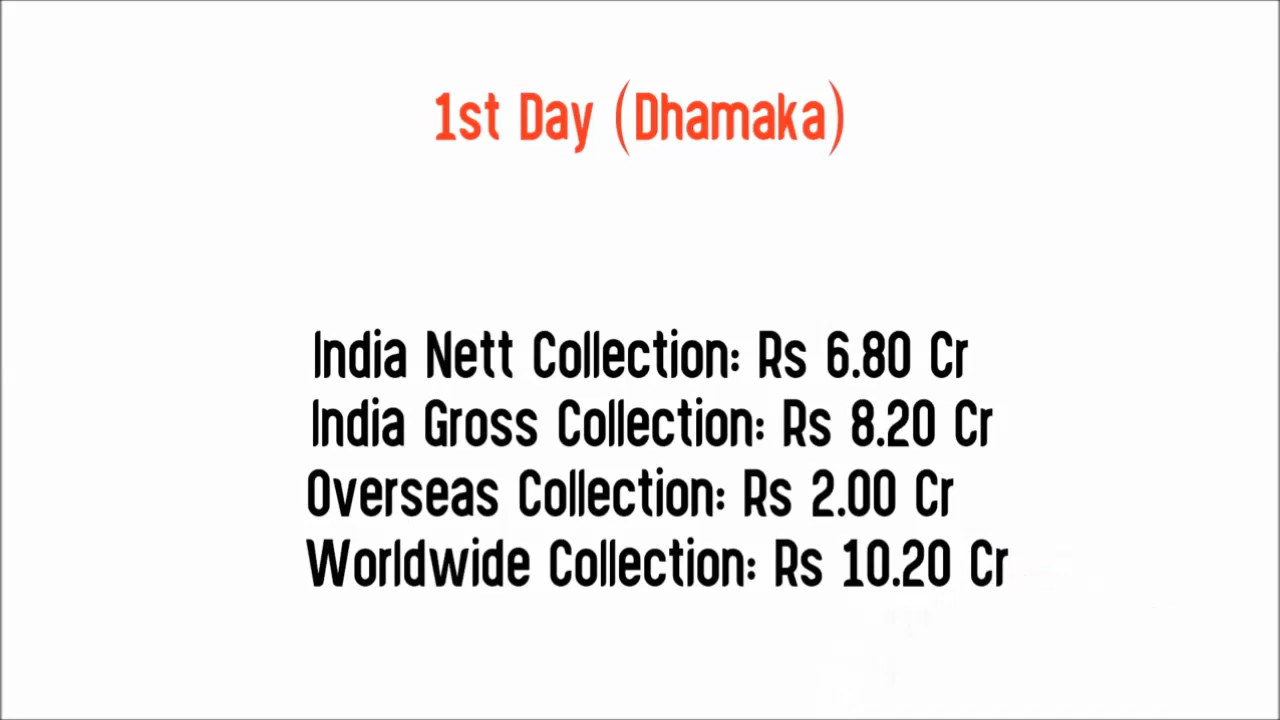 1st Day (Dhamaka)
India Nett Collection: Rs 6.80 Cr
India Gross Collection: Rs 8.20 Cr
Overseas Collection: Rs 2.00 Cr
Worldwide Collection: Rs 10.20 Cr